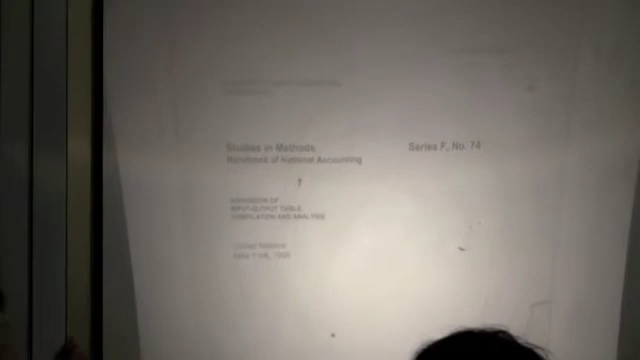 Studies in Methods
Series F, No. 74
Handbook of National Accounting
HANDBOOK OF
INPUT-OUTPUT TABLE
COMPILATION AND ANALYSIS
United Nations
New York, 1999